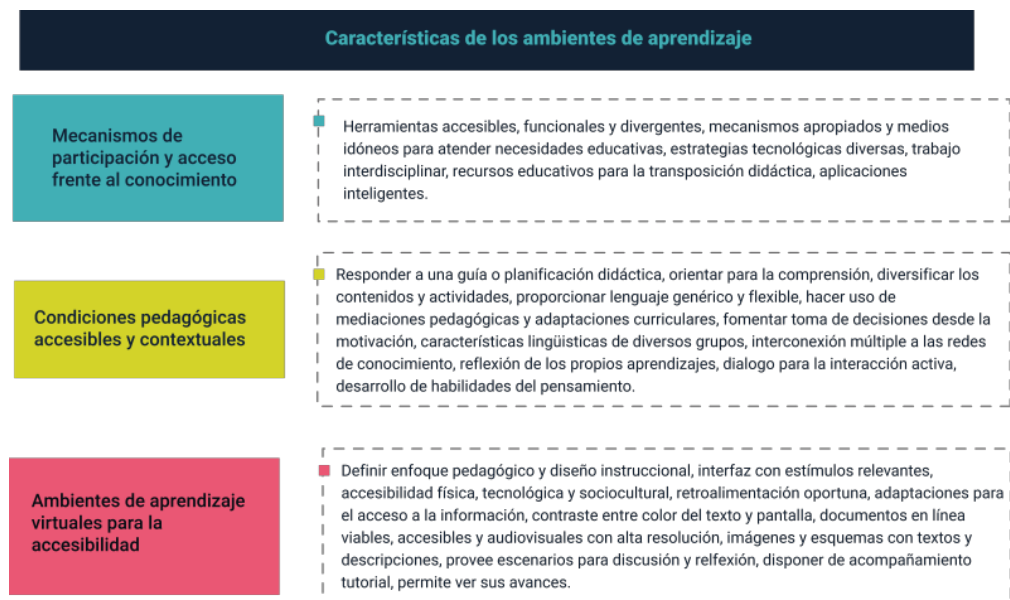 Características de los ambientes de aprendizaje
Mecanismos de
participación y acceso
frente al conocimiento
Herramientas accesibles, funcionales y divergentes, mecanismos apropiados y medios
idóneos para atender necesidades educativas, estrategias tecnológicas diversas, trabajo
interdisciplinar, recursos educativos para la transposición didáctica, aplicaciones
inteligentes.
Condiciones pedagógicas
accesibles y contextuales
Responder a una guía o planificación didáctica, orientar para la comprensión, diversificar los
contenidos y actividades, proporcionar lenguaje genérico y flexible, hacer uso de
mediaciones pedagógicas y adaptaciones curriculares, fomentar toma de decisiones desde la
motivación, características lingüisticas de diversos grupos, interconexión múltiple a las redes
de conocimiento, reflexión de los propios aprendizajes, dialogo para la interacción activa,
desarrollo de habilidades del pensamiento.
Ambientes de aprendizaje
virtuales para la
accesibilidad
Definir enfoque pedagógico y diseño instruccional, interfaz con estímulos relevantes,
accesibilidad física, tecnológica y sociocultural, retroalimentación oportuna, adaptaciones para
el acceso a la información, contraste entre color del texto y pantalla, documentos en línea
viables, accesibles y audiovisuales con alta resolución, imágenes y esquemas con textos y
descripciones, provee escenarios para discusión y relfexión, disponer de acompañamiento
tutorial, permite ver sus avances.